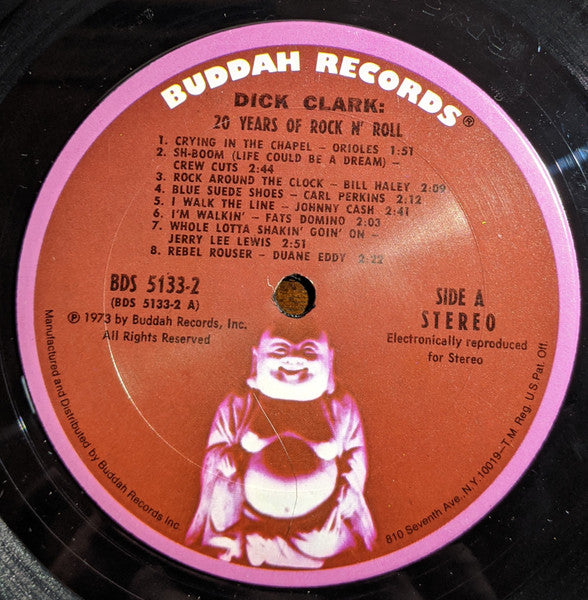 BUDDAH RECORDS®
DICK CLARK:
20 YEARS OF ROCK N' ROLL
1. CRYING IN THE CHAPEL – ORIOLES 1:51
2. SH-BOOM (LIFE COULD BE A DREAM) –
CREW CUTS 2:44
3. ROCK AROUND THE CLOCK – BILL HALEY 2:09
4. BLUE SUEDE SHOES – CARL PERKINS 2:12
5. I WALK THE LINE – JOHNNY CASH 2:41
6. I'M WALKIN' – FATS DOMINO 2:03
7. WHOLE LOTTA SHAKIN' GOIN' ON –
JERRY LEE LEWIS 2:51
8. REBEL ROUSER – DUANE EDDY 2:22
BDS 5133-2
(BDS 5133-2 A)
SIDE A
STEREO
℗ 1973 by Buddah Records, Inc.
All Rights Reserved
Electronically reproduced
for Stereo
Manufactured and Distributed by Buddah Records Inc.
810 Seventh Ave., N.Y. 10019–T.M. Reg. U.S. Pat. Off.